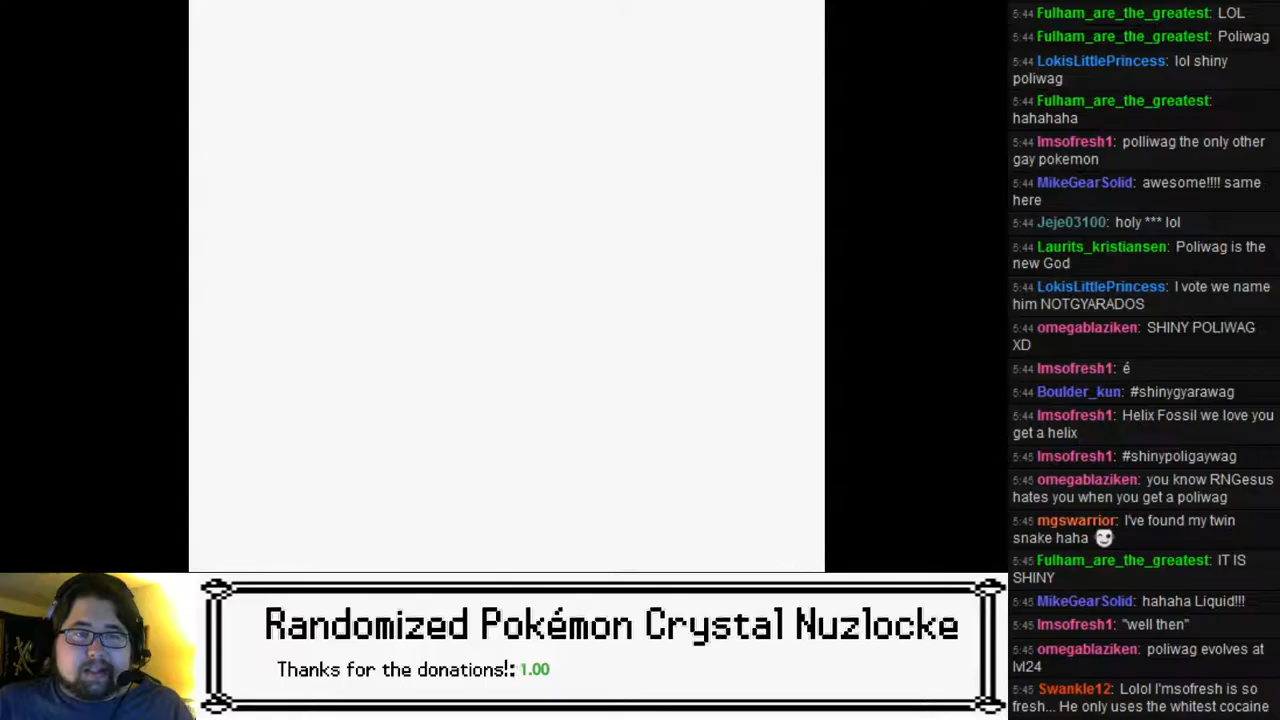 5:44 Fulham_are_the_greatest: LOL
5:44 Fulham_are_the_greatest: Poliwag
5:44 LokisLittlePrincess: lol shiny
poliwag
5:44 Fulham_are_the_greatest:
hahahaha
5:44 Imsofresh1: polliwag the only other
gay pokemon
5:44 MikeGearSolid: awesome!!!! same
here
5:44 Jeje03100: holy *** lol
5:44 Laurits_kristiansen: Poliwag is the
new God
5:44 LokisLittlePrincess: I vote we name
him NOTGYARADOS
5:44 omegablaziken: SHINY POLIWAG
XD
5:44 Imsofresh1: é
5:44 Boulder_kun: #shinygyarawag
5:44 Imsofresh1: Helix Fossil we love you
get a helix
5:45 Imsofresh1: #shinypoligaywag
5:45 omegablaziken: you know RNGesus
hates you when you get a poliwag
5:45 mgswarrior: I've found my twin
snake haha
5:45 Fulham_are_the_greatest: IT IS
SHINY
5:45 MikeGearSolid: hahaha Liquid!!!
5:45 Imsofresh1: "well then"
5:45 omegablaziken: poliwag evolves at
lvl24
5:45 Swankle12: Lolol I'msofresh is so
fresh... He only uses the whitest cocaine
Randomized Pokémon Crystal Nuzlocke
Thanks for the donations!: 1.00